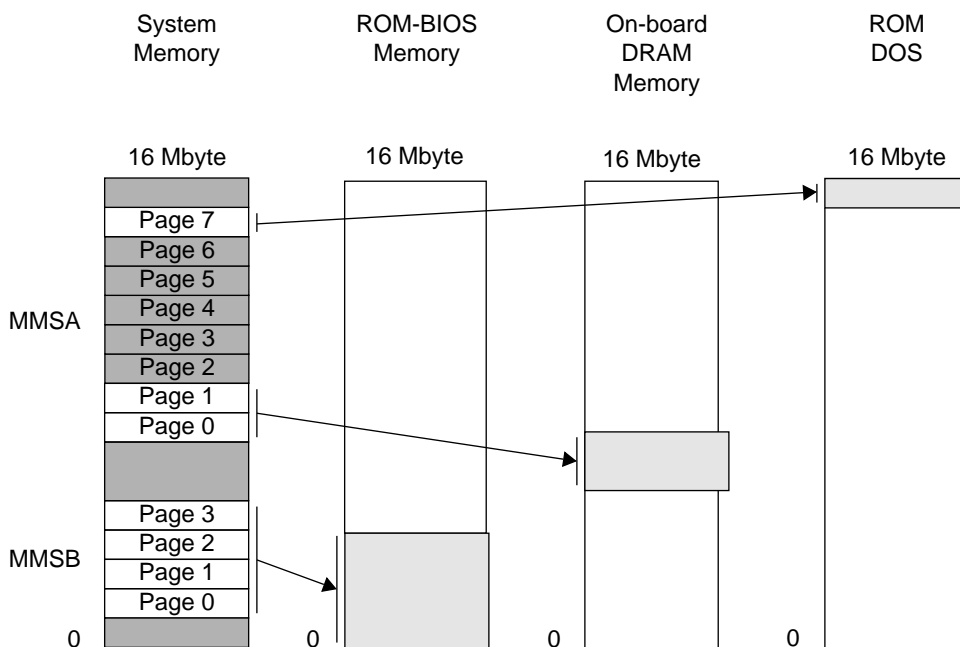 System
Memory
ROM-BIOS
Memory
On-board
DRAM
Memory
ROM
DOS
16 Mbyte
16 Mbyte
16 Mbyte
16 Mbyte
Page 7
Page 6
Page 5
Page 4
MMSA
Page 3
Page 2
Page 1
Page 0
Page 3
Page 2
MMSB
Page 1
Page 0
0
0
0
0